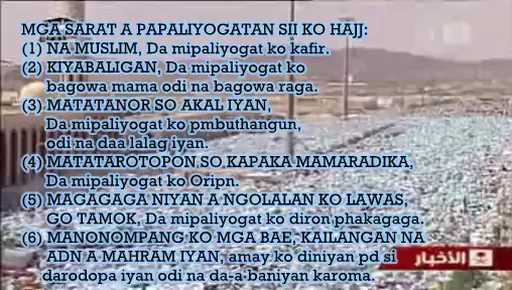 MGA SARAT A PAPALIYOGATAN SII KO HAJJ:
(1) NA MUSLIM, Da mipaliyogat ko kafir.
(2) KIYABALIGAN, Da mipaliyogat ko
bagowa mama odi na bagowa raga.
(3) MATATANOR SO AKAL IYAN,
Da mipaliyogat ko pmbuthangun,
odi na daa lalag iyan.
(4) MATATAROTOPON SO KAPAKA MAMARADIKA,
Da mipaliyogat ko Oripn.
(5) MAGAGAGA NIYAN A NGOLALAN KO LAWAS,
GO TAMOK, Da mipaliyogat ko diron phakagaga.
(6) MANONOMPANG KO MGA BAE, KAILANGAN NA
ADN A MAHRAM IYAN, amay ko diniyan pd si
darodopa iyan odi na da-a baniyan karoma.
الأخبار